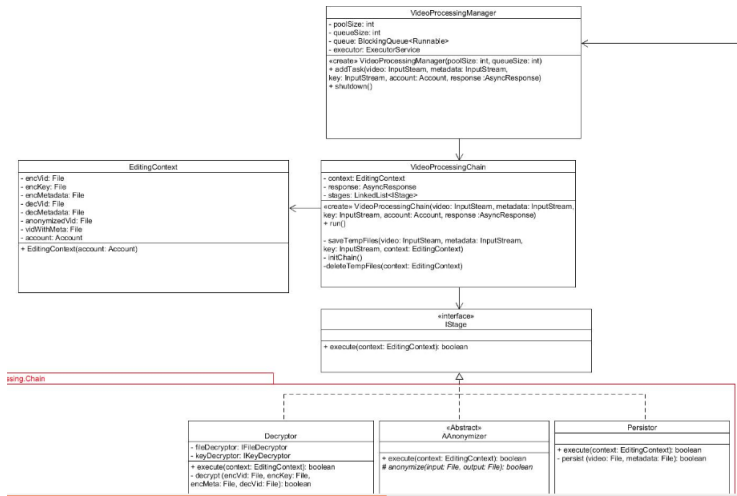 VideoProcessingManager
- poolSize: int
- queueSize: int
- queue: BlockingQueue<Runnable>
- executor: ExecutorService
«create» VideoProcessingManager(poolSize: int, queueSize: int)
+ addTask(video: InputSteam, metadata: InputStream,
key: InputStream, account: Account, response :AsyncResponse)
+ shutdown()
EditingContext
- encVid: File
- encKey: File
- encMetadata: File
- decVid: File
- decMetadata: File
- anonymizedVid: File
- vidWithMeta: File
- account: Account
+ EditingContext(account: Account)
VideoProcessingChain
- context: EditingContext
- response: AsyncResponse
- stages: LinkedList<IStage>
«create» VideoProcessingChain(video: InputSteam, metadata: InputStream,
key: InputStream, account: Account, response :AsyncResponse)
+ run()
- saveTempFiles(video: InputSteam, metadata: InputStream,
key: InputStream, context: EditingContext)
- initChain()
-deleteTempFiles(context: EditingContext)
«interface»
IStage
+ execute(context: EditingContext): boolean
ssing.Chain
Decryptor
- fileDecryptor: IFileDecryptor
- keyDecryptor: IKeyDecryptor
+ execute(context: EditingContext): boolean
- decrypt (encVid: File, encKey: File,
encMeta: File, decVid: File): boolean
«Abstract»
AAnonymizer
+ execute(context: EditingContext): boolean
# anonymize(input: File, output: File): boolean
Persistor
+ execute(context: EditingContext): boolean
- persist (video: File, metadata: File): boolean